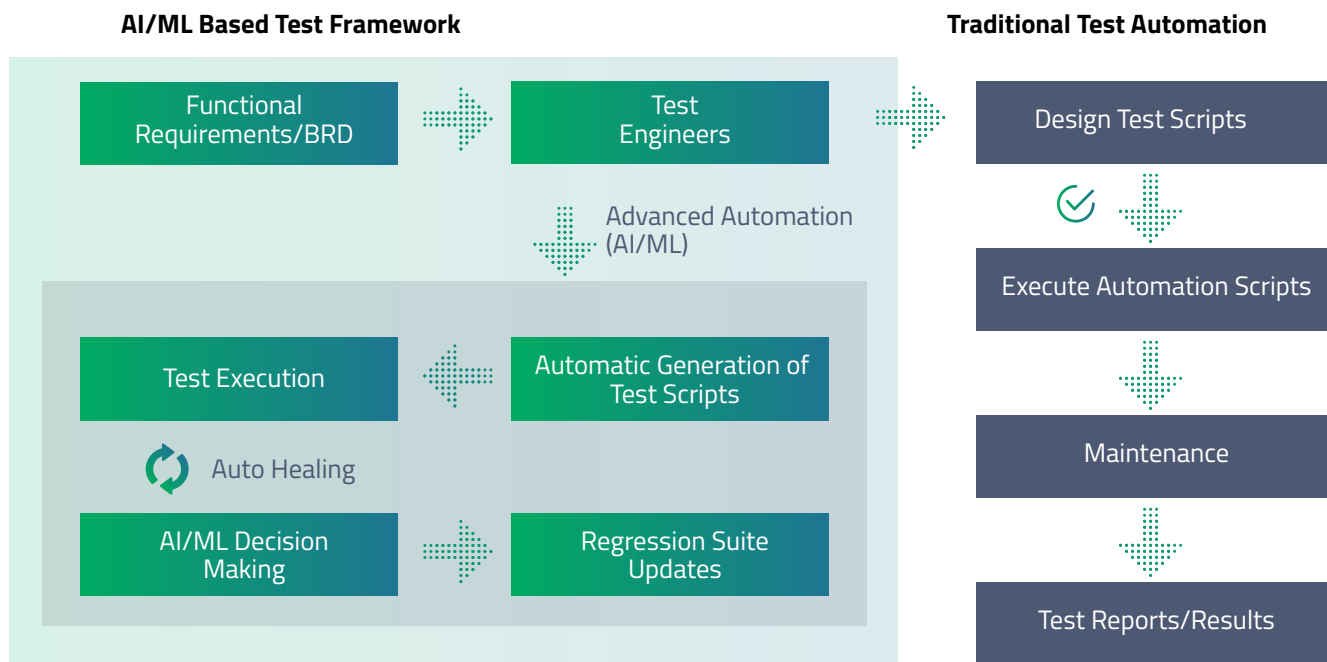 AI/ML Based Test Framework
Traditional Test Automation
Functional
Requirements/BRD
Test
Engineers
Design Test Scripts
Advanced Automation
(AI/ML)
Execute Automation Scripts
Test Execution
Automatic Generation of
Test Scripts
Maintenance
Auto Healing
AI/ML Decision
Making
Regression Suite
Updates
Test Reports/Results